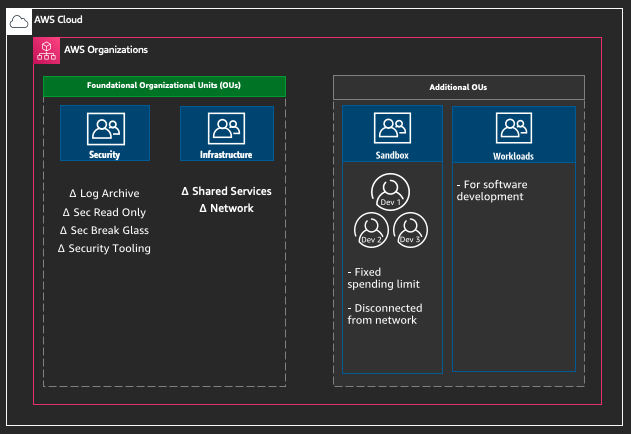 AWS Cloud
AWS Organizations
Foundational Organizational Units (OUs)
Security
Infrastructure
Δ Log Archive
Δ Sec Read Only
Δ Sec Break Glass
Δ Security Tooling
Δ Shared Services
Δ Network
Additional OUs
Sandbox
Dev 1
Dev 2
Dev 3
- Fixed
spending limit
- Disconnected
from network
Workloads
- For software
development